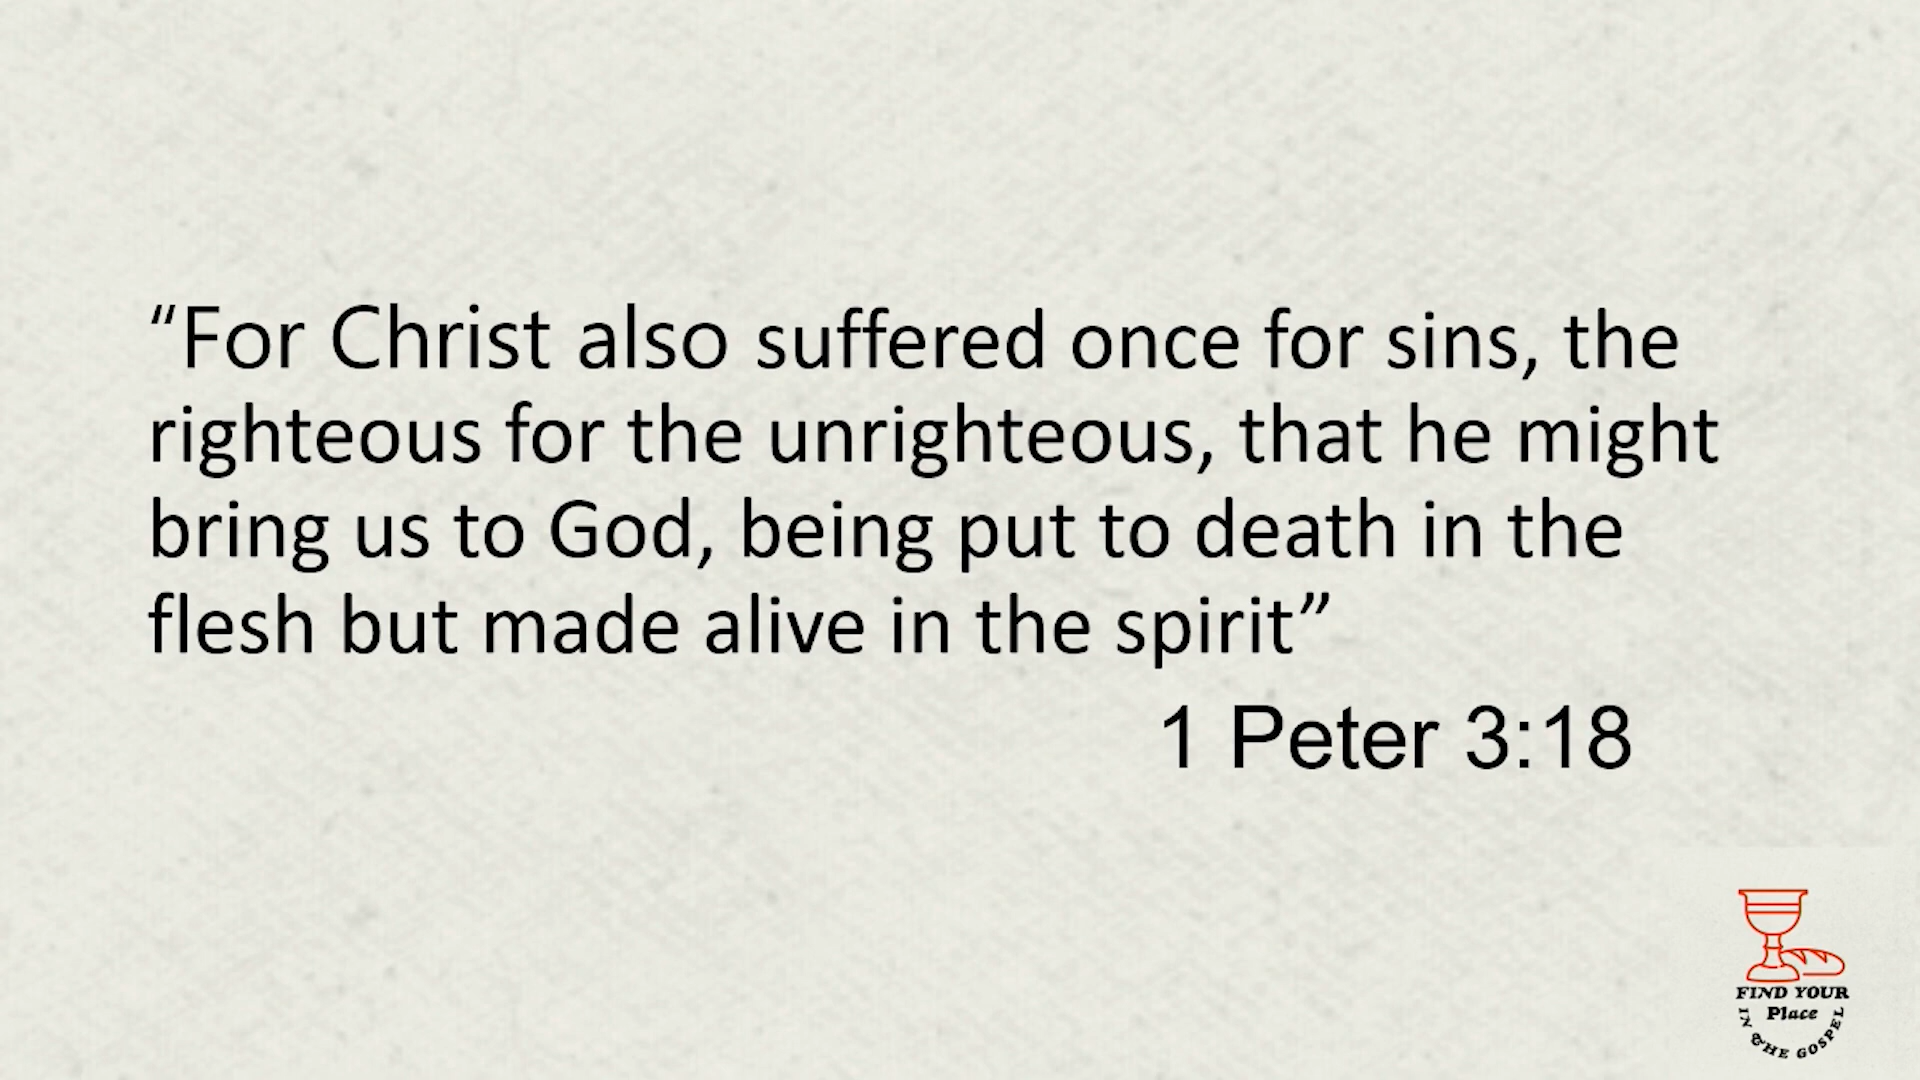 “For Christ also suffered once for sins, the
righteous for the unrighteous, that he might
bring us to God, being put to death in the
flesh but made alive in the spirit”
1 Peter 3:18
FIND YOUR
Place
IN THE GOSPEL